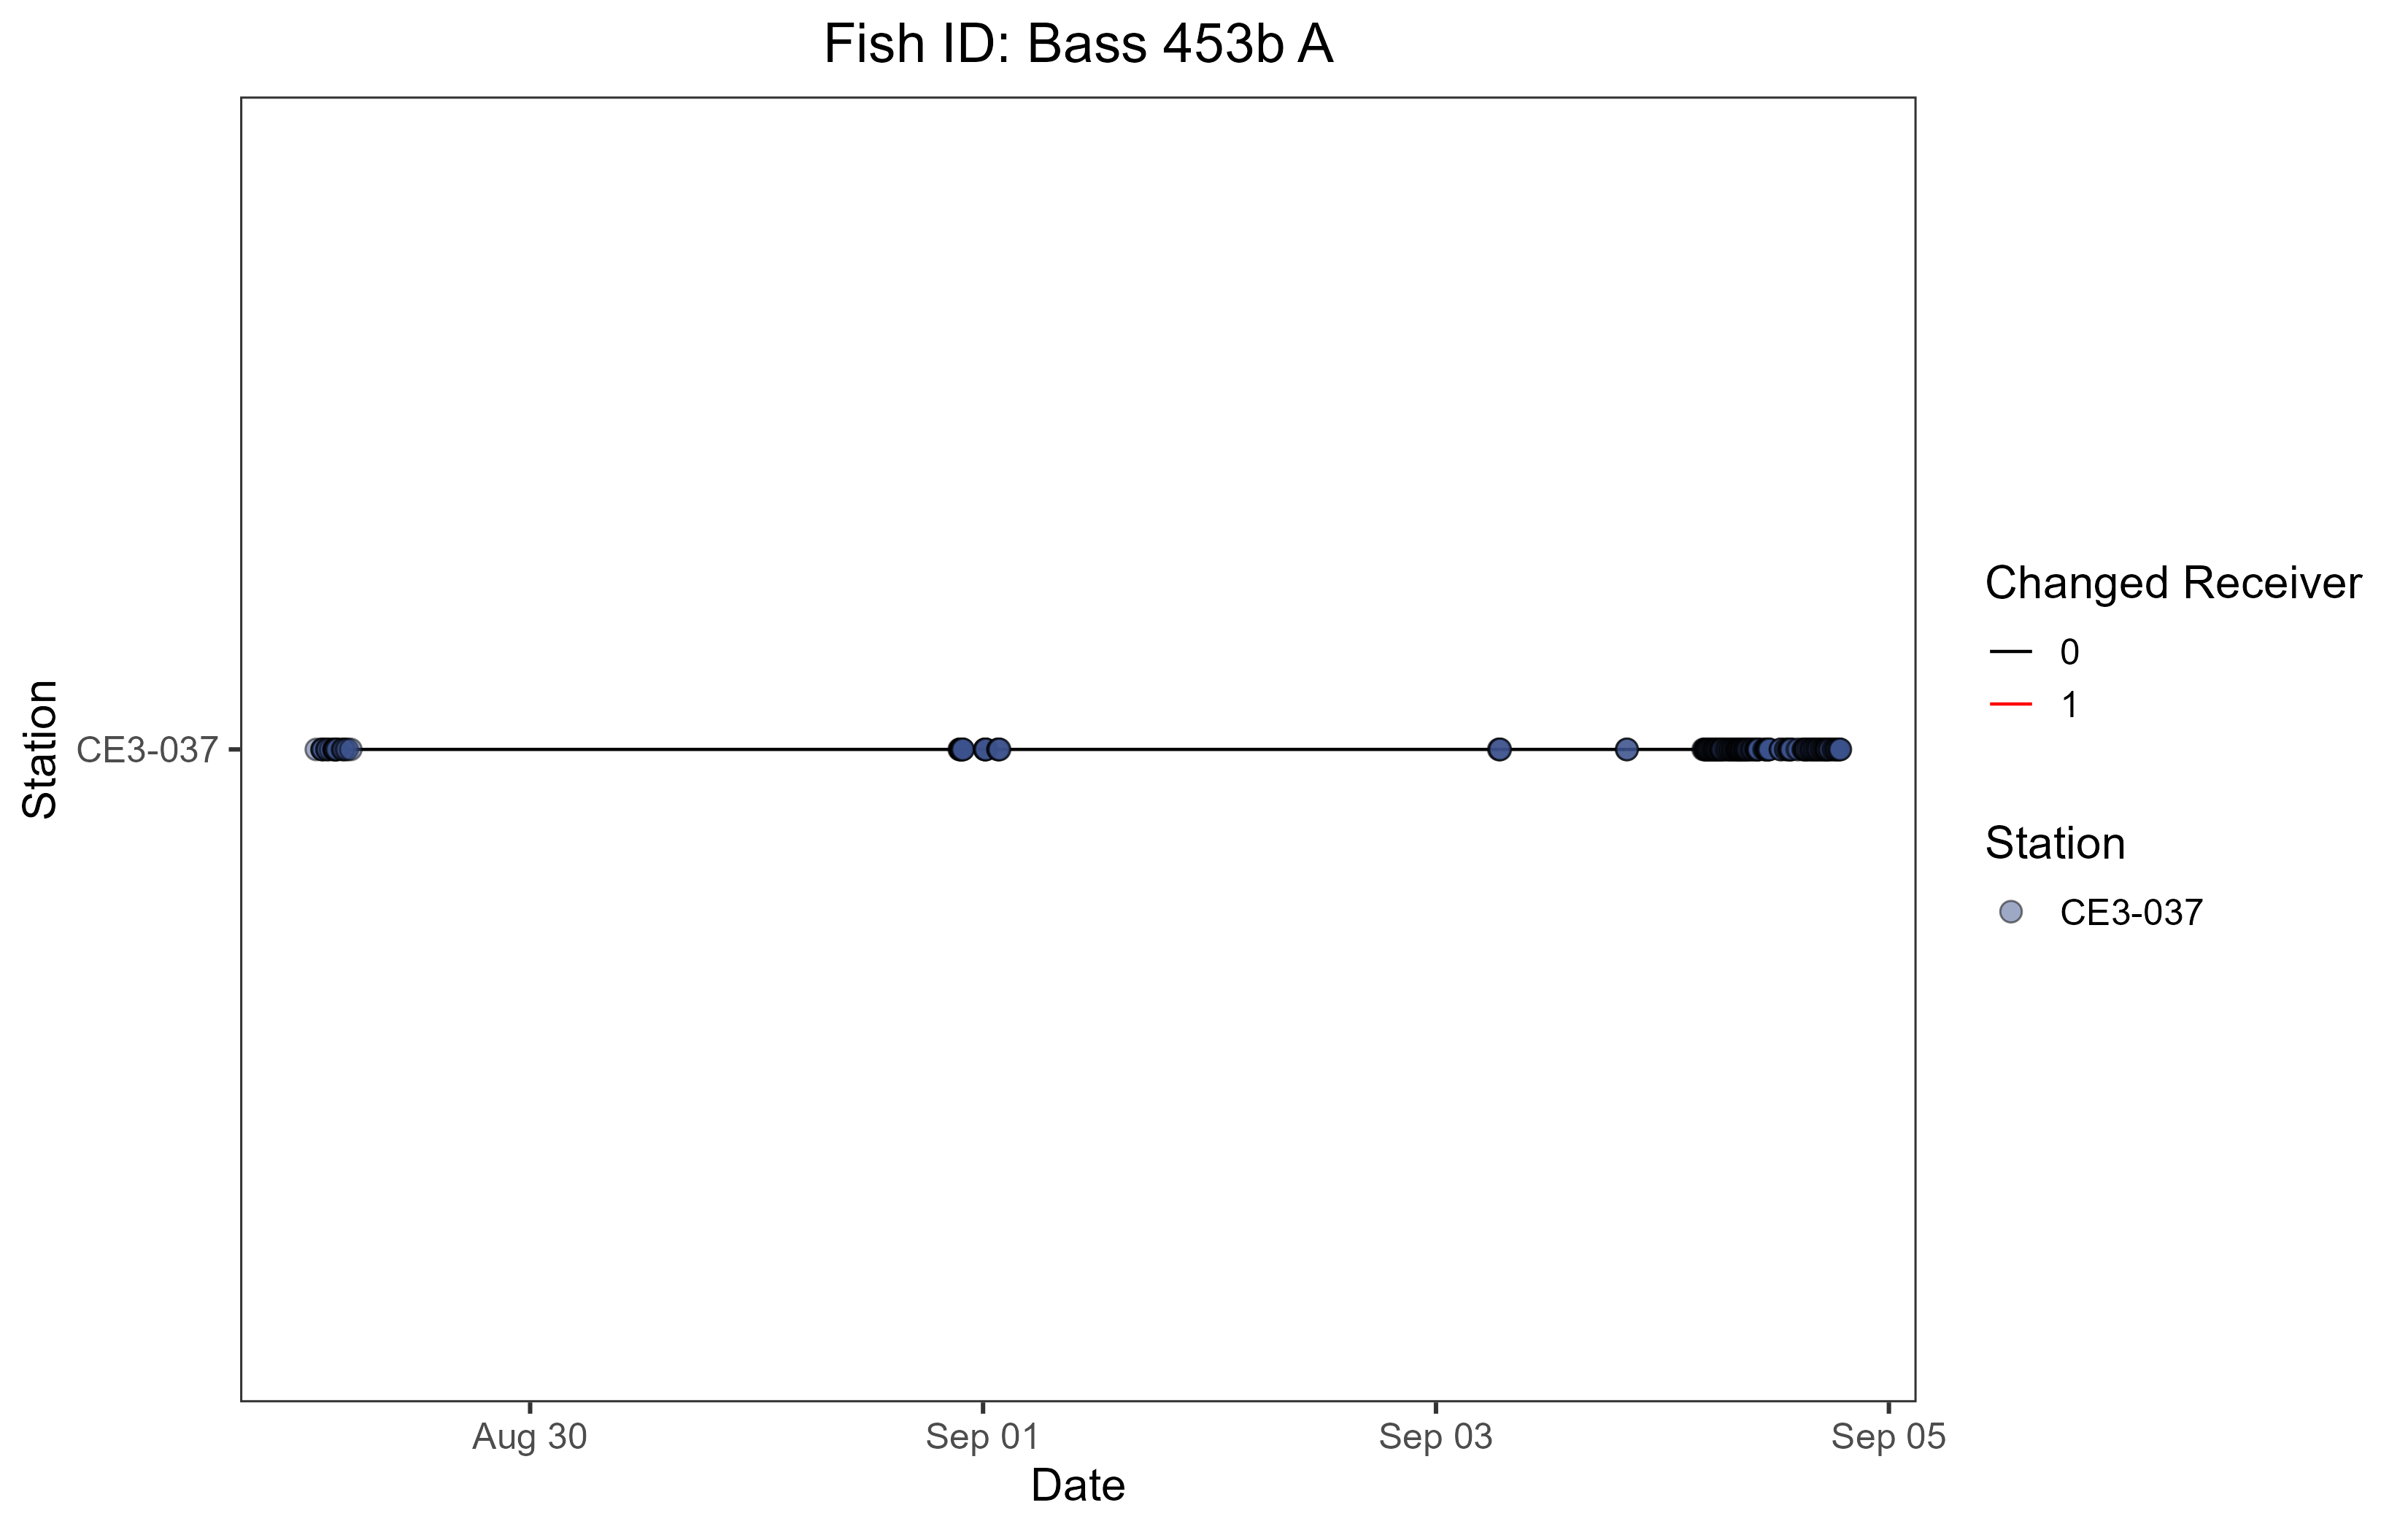 Fish ID: Bass 453b A
Station
CE3-037
Aug 30
Sep 01
Sep 03
Sep 05
Date
Changed Receiver
0
1
Station
CE3-037